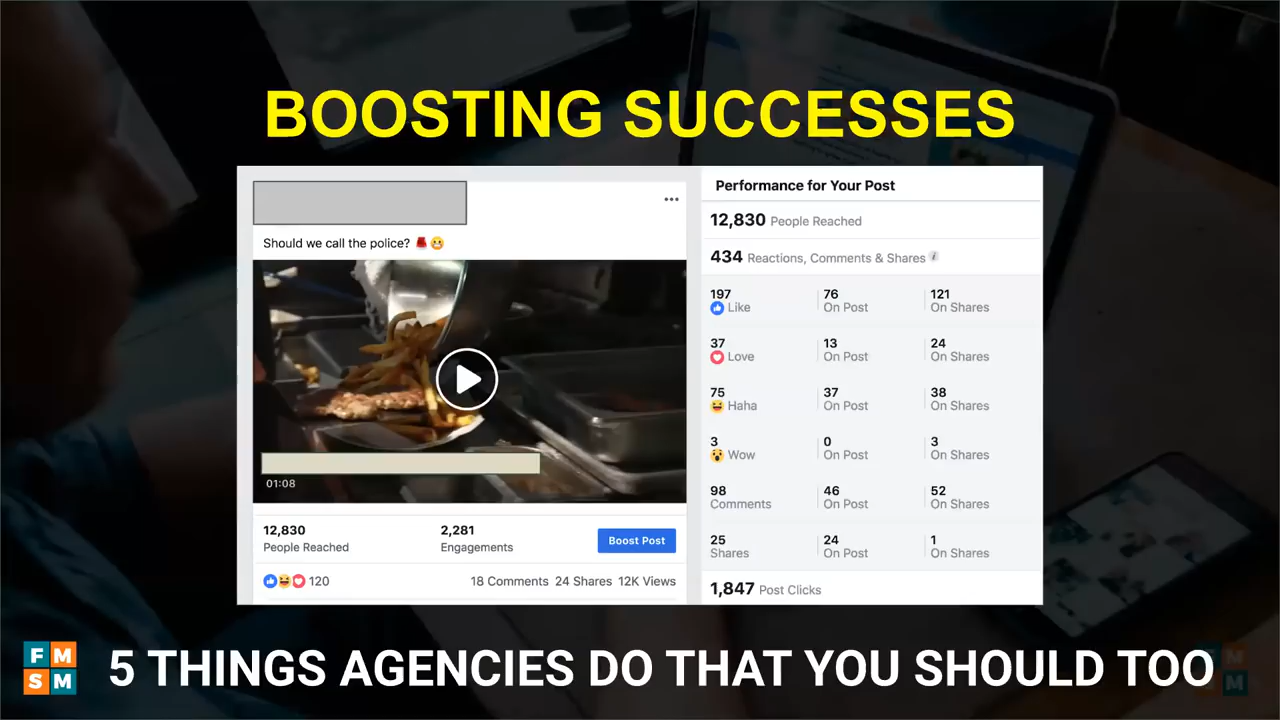 BOOSTING SUCCESSES
Should we call the police?
01:08
12,830
People Reached
2,281
Engagements
Boost Post
120
18 Comments 24 Shares 12K Views
Performance for Your Post
12,830 People Reached
434 Reactions, Comments & Shares i
197
Like
76
On Post
121
On Shares
37
Love
13
On Post
24
On Shares
75
Haha
37
On Post
38
On Shares
3
Wow
0
On Post
3
On Shares
98
Comments
46
On Post
52
On Shares
25
Shares
24
On Post
1
On Shares
1,847 Post Clicks
F M
S M
5 THINGS AGENCIES DO THAT YOU SHOULD TOO